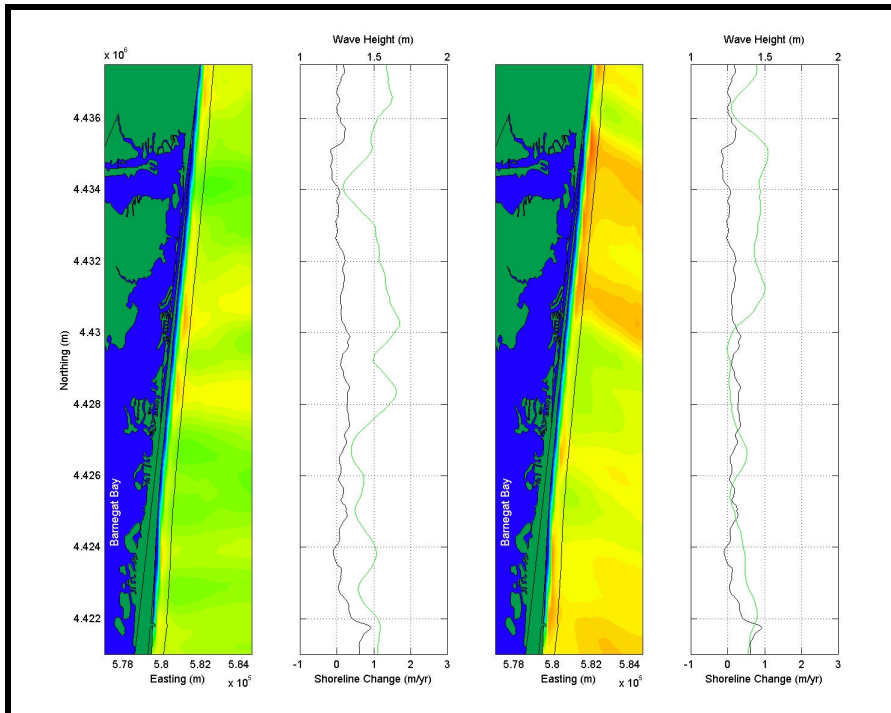 Wave Height (m)
Wave Height (m)
x 10^6
1 1.5 2
1 1.5 2
4.436
4.434
4.432
4.43
4.428
4.426
4.424
4.422
Northing (m)
Barnegat Bay
Barnegat Bay
5.78 5.8 5.82 5.84
-1 0 1 2 3
5.78 5.8 5.82 5.84
-1 0 1 2 3
Easting (m)
Shoreline Change (m/yr)
Easting (m)
Shoreline Change (m/yr)
x 10^5
x 10^5